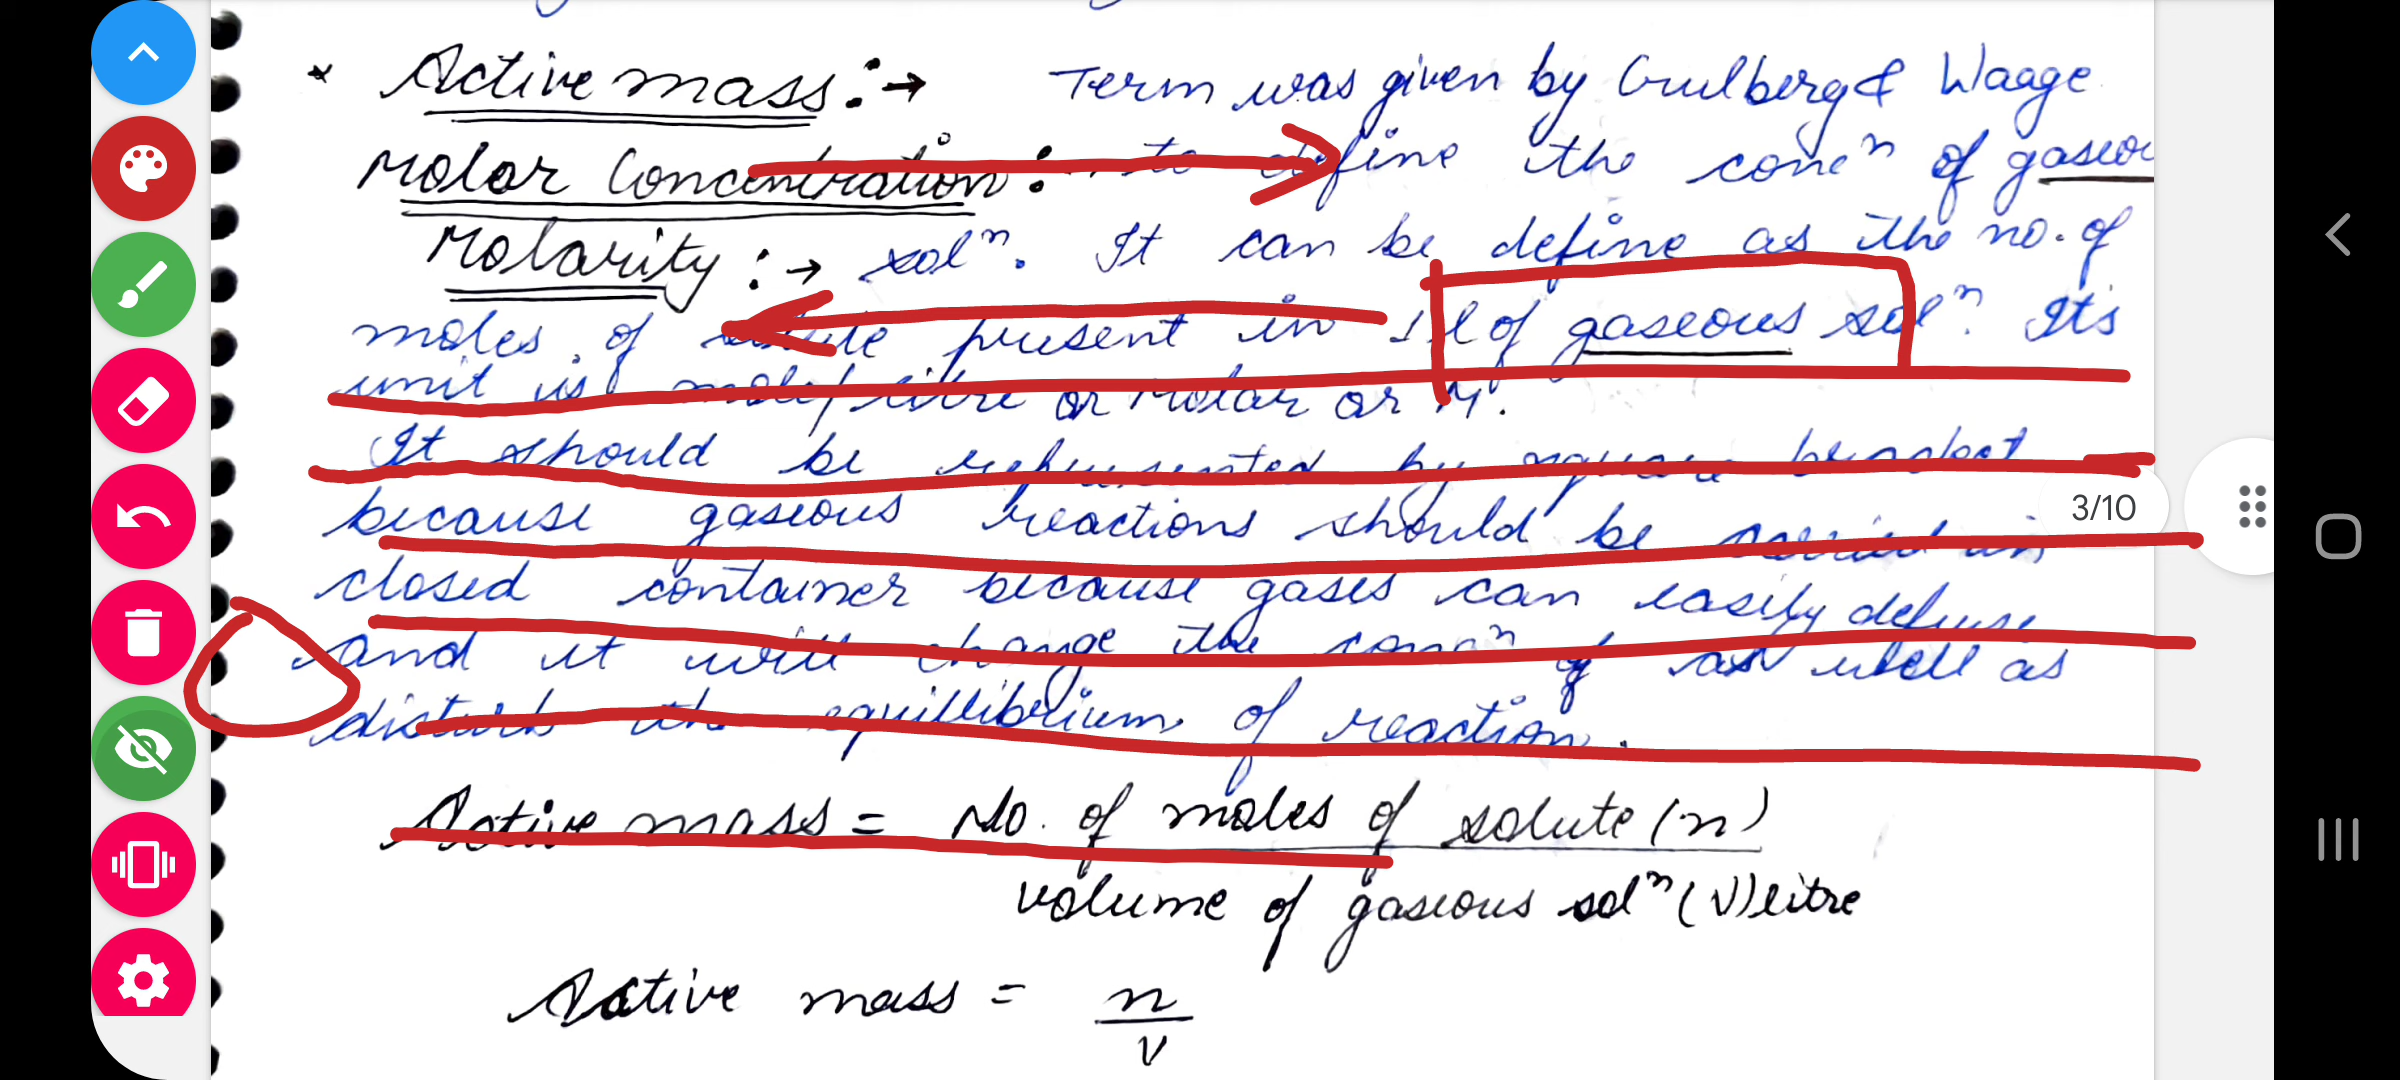 * Active mass :→ Term was given by Gulberg & Waage
Molar Concentration : to define the concⁿ of gaseou
Molarity :→ solⁿ. It can be define as the no. of
moles of solute present in 1 l of gaseous solⁿ. Its
unit is mole/litre or Molar or M.
It should be represented by square bracket
because gaseous reactions should be carried in
closed container because gases can easily defuse
and it will change the concⁿ of as well as
disturb the equillibrium of reaction.
Active mass = No. of moles of solute (n)
volume of gaseous solⁿ (V) litre
Active mass = n
V
3/10